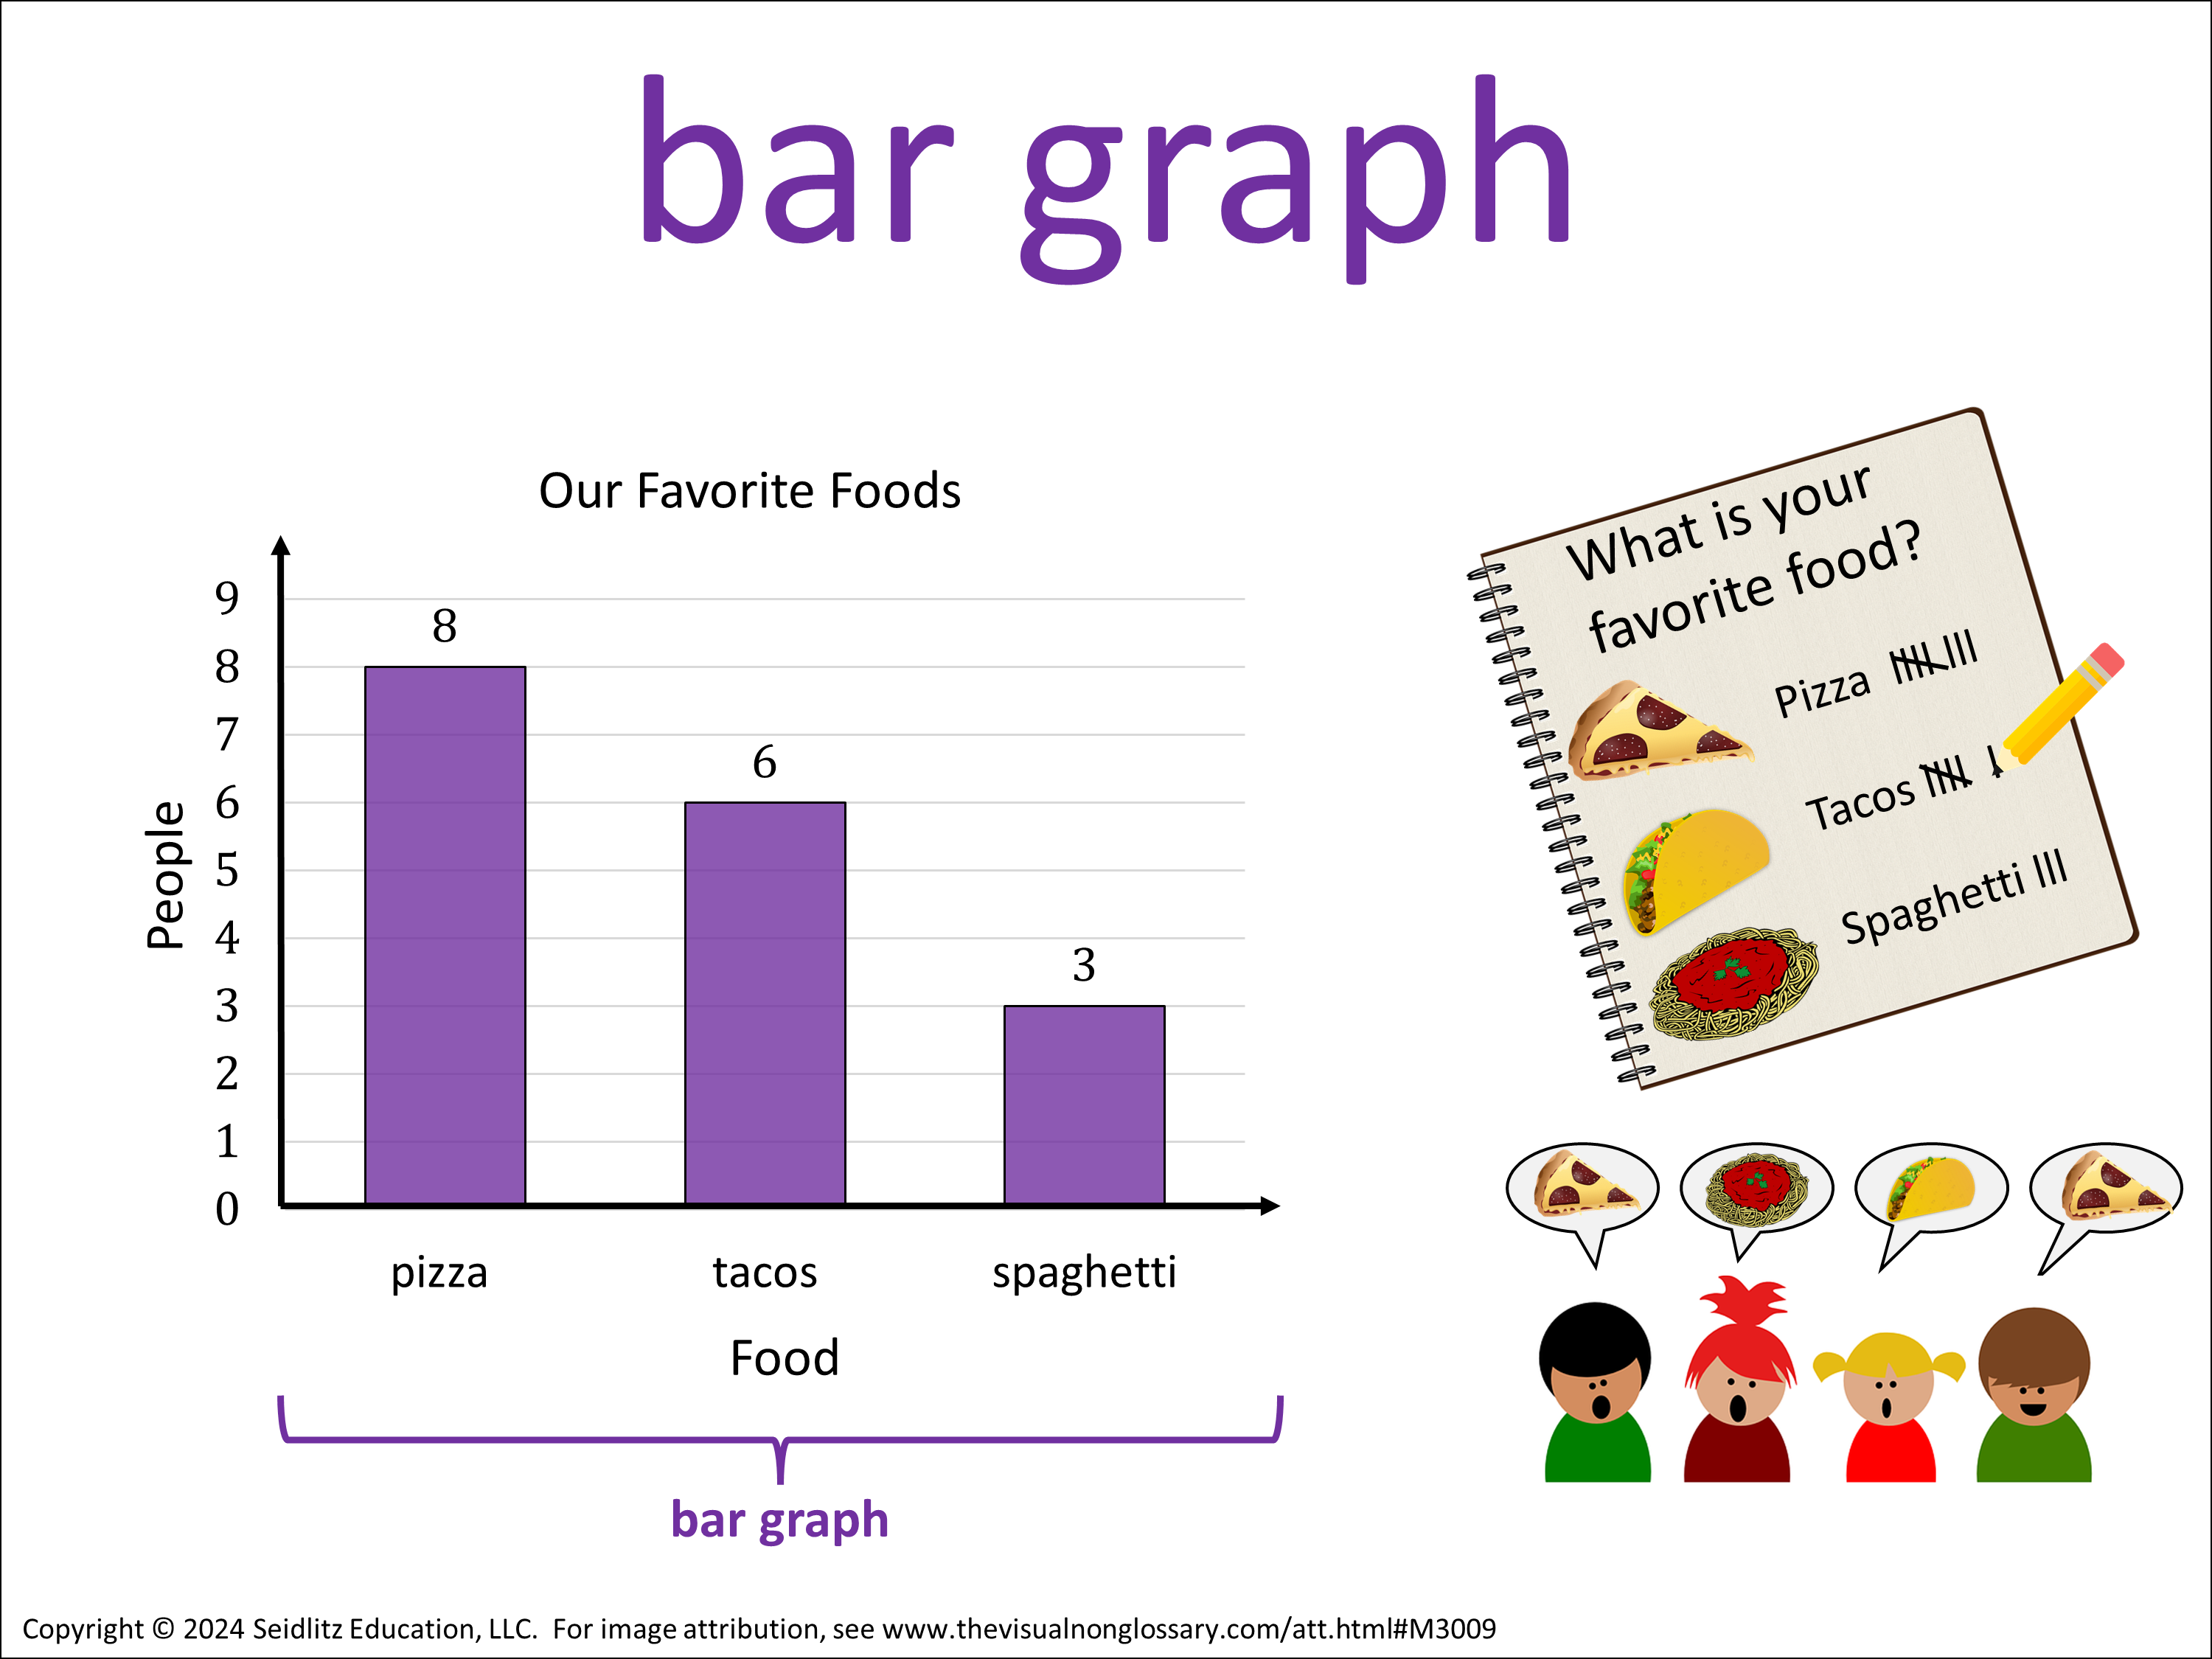 bar graph
Our Favorite Foods
9
8
7
6
5
4
3
2
1
0
People
8
6
3
pizza tacos spaghetti
Food
bar graph
What is your
favorite food?
Pizza
Tacos
Spaghetti
Copyright © 2024 Seidlitz Education, LLC.  For image attribution, see www.thevisualnonglossary.com/att.html#M3009